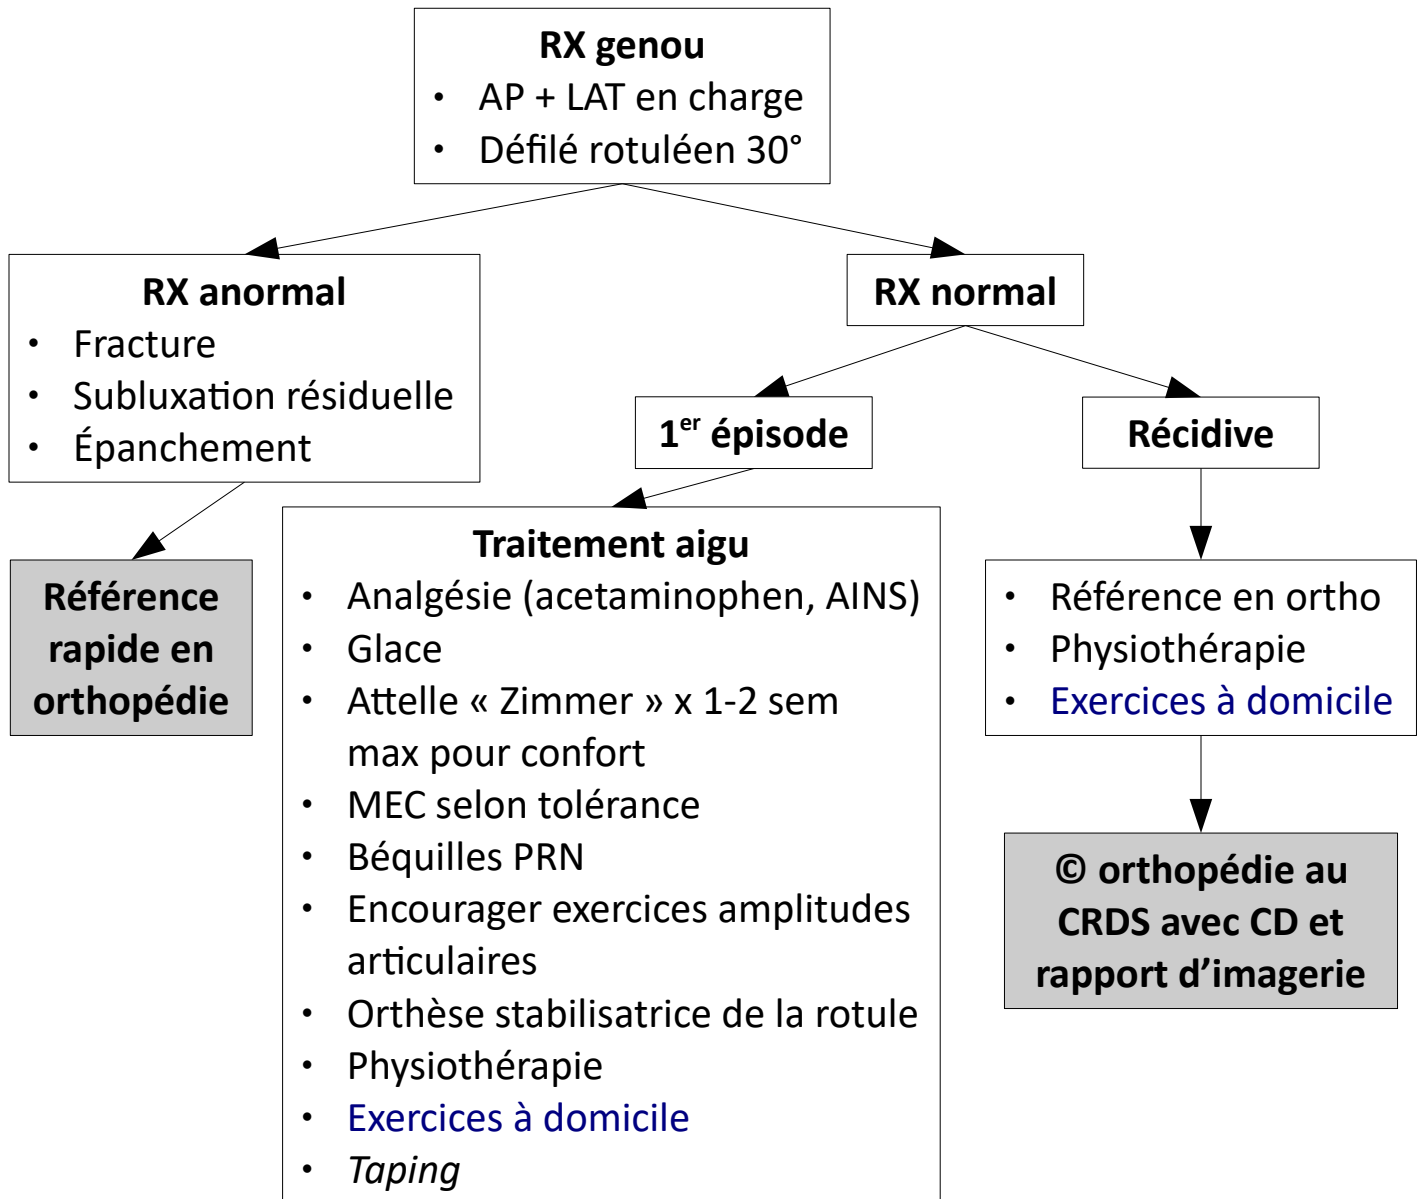 RX genou
• AP + LAT en charge
• Défilé rotuléen 30°
RX anormal
• Fracture
• Subluxation résiduelle
• Épanchement
RX normal
1er épisode
Récidive
Référence
rapide en
orthopédie
Traitement aigu
• Analgésie (acetaminophen, AINS)
• Glace
• Attelle « Zimmer » x 1-2 sem
max pour confort
• MEC selon tolérance
• Béquilles PRN
• Encourager exercices amplitudes
articulaires
• Orthèse stabilisatrice de la rotule
• Physiothérapie
• Exercices à domicile
• Taping
• Référence en ortho
• Physiothérapie
• Exercices à domicile
© orthopédie au
CRDS avec CD et
rapport d’imagerie